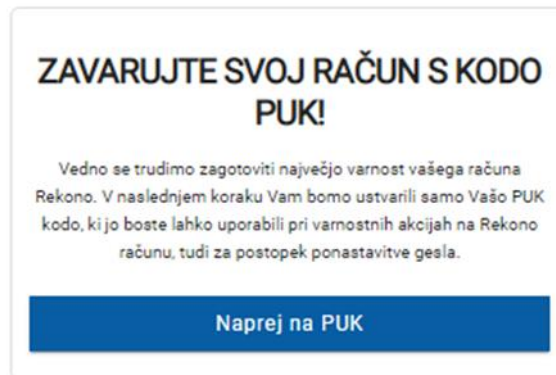 ZAVARUJTE SVOJ RAČUN S KODO
PUK!
Vedno se trudimo zagotoviti največjo varnost vašega računa
Rekono. V naslednjem koraku Vam bomo ustvarili samo Vašo PUK
kodo, ki jo boste lahko uporabili pri varnostnih akcijah na Rekono
računu, tudi za postopek ponastavitve gesla.
Naprej na PUK